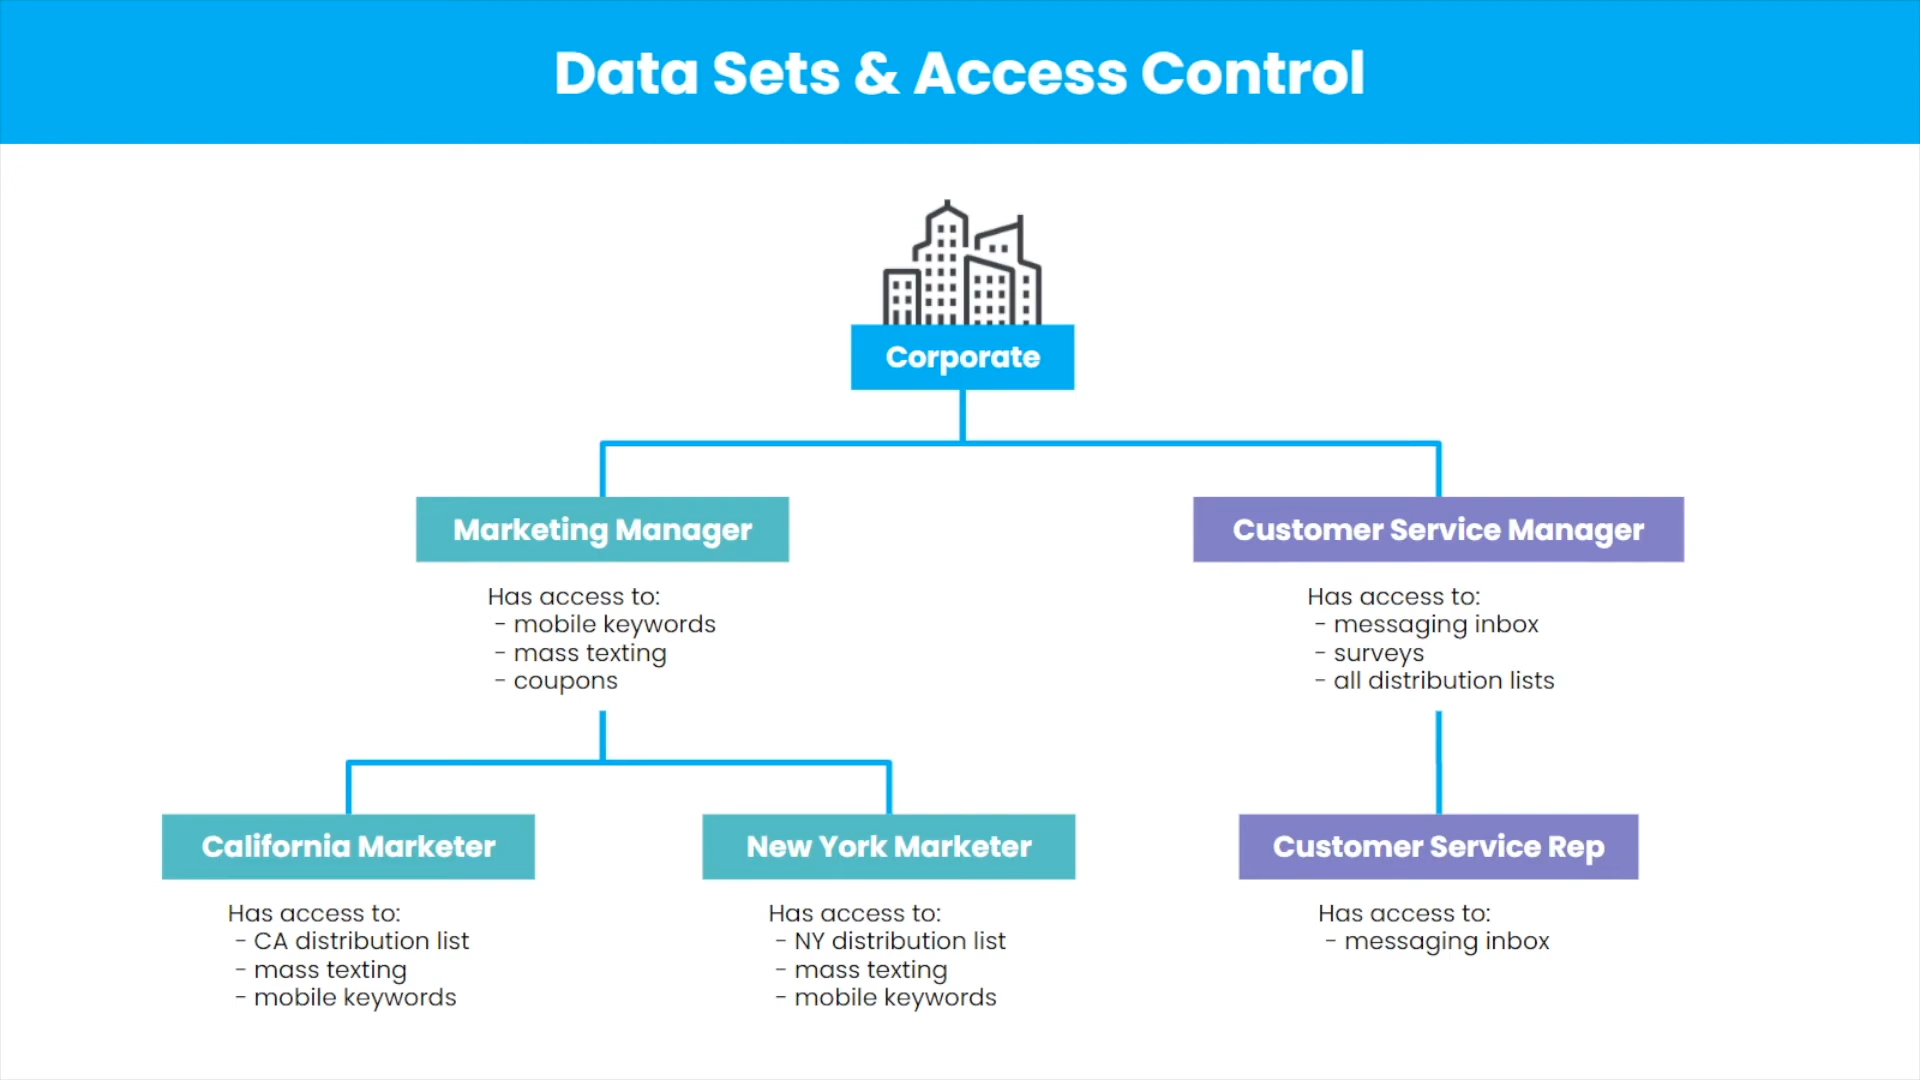 Data Sets & Access Control
Corporate
Marketing Manager
Has access to:
- mobile keywords
- mass texting
- coupons
Customer Service Manager
Has access to:
- messaging inbox
- surveys
- all distribution lists
California Marketer
Has access to:
- CA distribution list
- mass texting
- mobile keywords
New York Marketer
Has access to:
- NY distribution list
- mass texting
- mobile keywords
Customer Service Rep
Has access to:
- messaging inbox